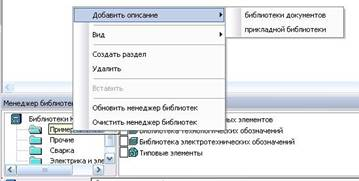 Добавить описание
библиотеки документов
прикладной библиотеки
Вид
Создать раздел
Удалить
Вставить
Обновить менеджер библиотек
Очистить менеджер библиотек
Менеджер библиотек
Библиотеки
Прочие
Сварка
Электрика и эле
элементов
Библиотека технологических обозначений
Библиотека электротехнических обозначений
Типовые элементы